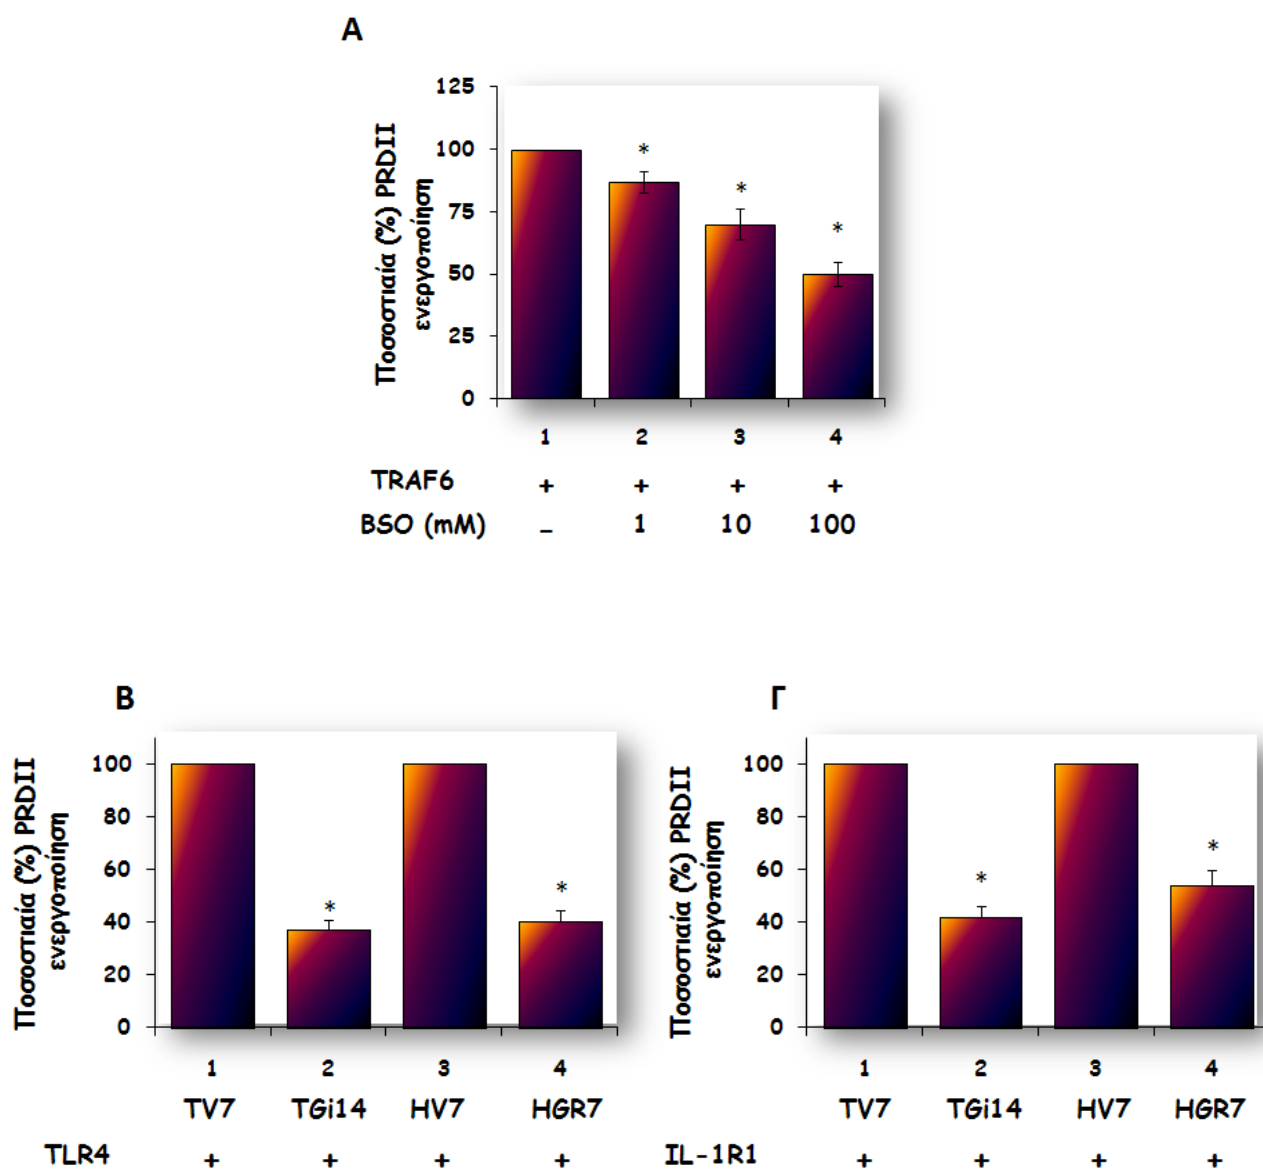 A
Ποσοστιαία (%) PRDII
ενεργοποίηση
125
100
75
50
25
0
*
*
*
1 2 3 4
TRAF6 + + + +
BSO (mM) – 1 10 100
B
Ποσοστιαία (%) PRDII
ενεργοποίηση
100
80
60
40
20
0
*
*
1 2 3 4
TV7 TGi14 HV7 HGR7
TLR4 + + + +
Γ
Ποσοστιαία (%) PRDII
ενεργοποίηση
100
80
60
40
20
0
*
*
1 2 3 4
TV7 TGi14 HV7 HGR7
IL-1R1 + + + +